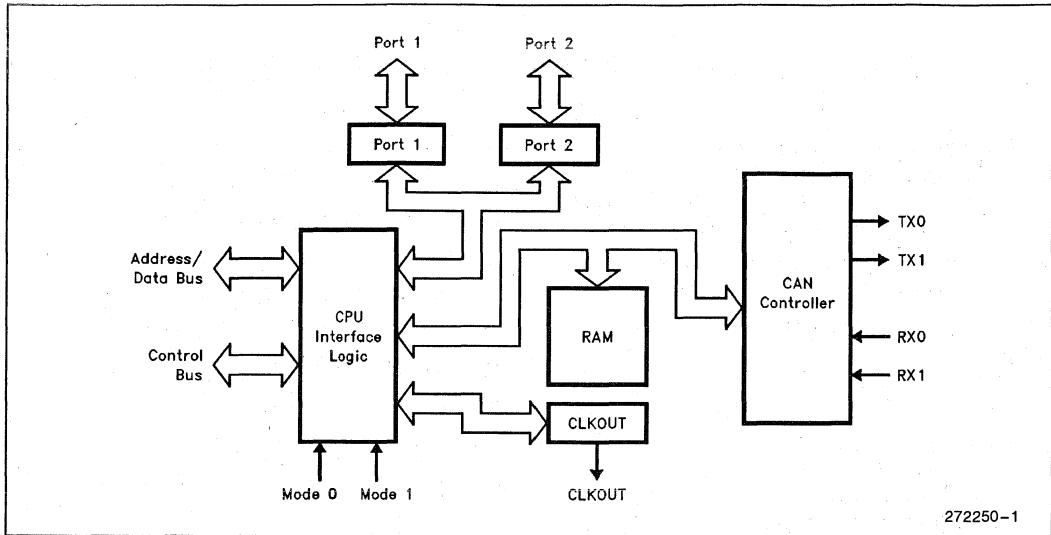 Port 1
Port 2
Port 1
Port 2
TX0
Address/
Data Bus
TX1
CAN
Controller
CPU
Interface
Logic
RAM
Control
Bus
RX0
RX1
CLKOUT
Mode 0
Mode 1
CLKOUT
272250-1